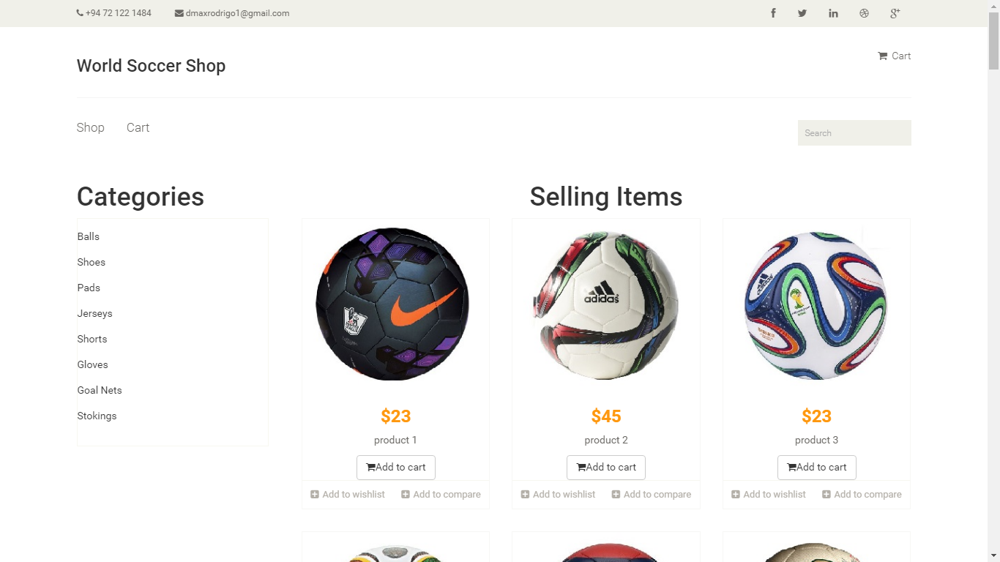 +94 72 122 1484 dmaxrodrigo1@gmail.com
World Soccer Shop
Cart
Shop Cart
Search
Categories
Balls
Shoes
Pads
Jerseys
Shorts
Gloves
Goal Nets
Stokings
Selling Items
adidas
$23 $45 $23
product 1 product 2 product 3
Add to cart Add to cart Add to cart
Add to wishlist Add to compare Add to wishlist Add to compare Add to wishlist Add to compare